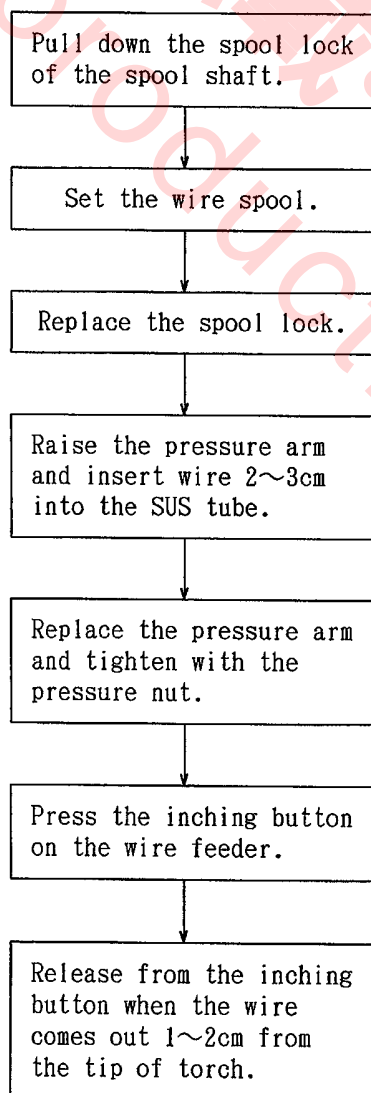 Pull down the spool lock
of the spool shaft.
Set the wire spool.
Replace the spool lock.
Raise the pressure arm
and insert wire 2～3cm
into the SUS tube.
Replace the pressure arm
and tighten with the
pressure nut.
Press the inching button
on the wire feeder.
Release from the inching
button when the wire
comes out 1～2cm from
the tip of torch.